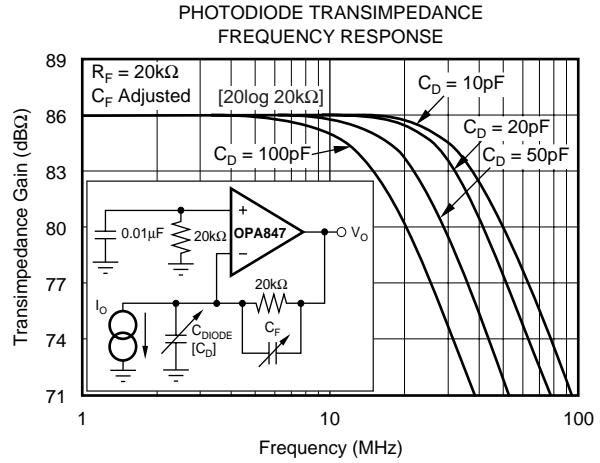 PHOTODIODE TRANSIMPEDANCE
FREQUENCY RESPONSE
Transimpedance Gain (dBΩ)
89
86
83
80
77
74
71
R_F = 20kΩ
C_F Adjusted
[20log 20kΩ]
C_D = 10pF
C_D = 20pF
C_D = 50pF
C_D = 100pF
OPA847
+
−
V_O
0.01µF
20kΩ
20kΩ
I_O
C_DIODE
[C_D]
C_F
1
10
100
Frequency (MHz)